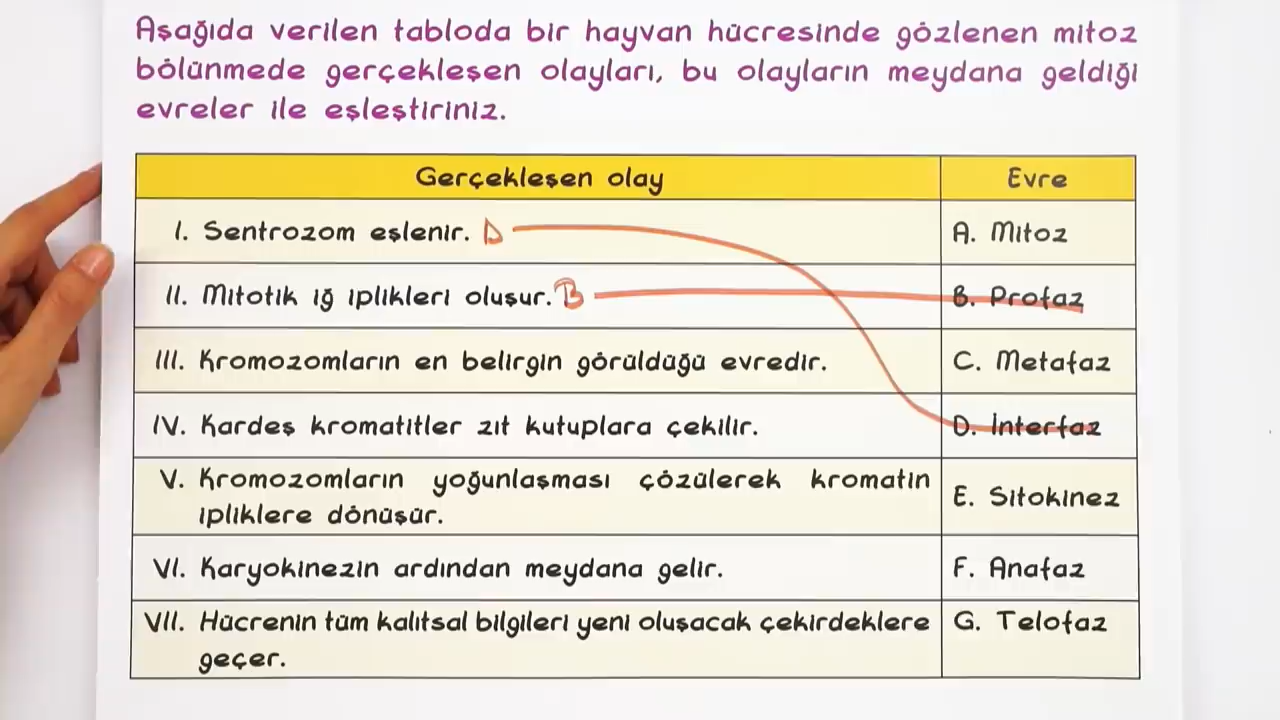 Aşağıda verilen tabloda bir hayvan hücresinde gözlenen mitoz
bölünmede gerçekleşen olayları, bu olayların meydana geldiği
evreler ile eşleştiriniz.
Gerçekleşen olay Evre
I. Sentrozom eşlenir. D A. Mitoz
II. Mitotik iğ iplikleri oluşur. B B. Profaz
III. Kromozomların en belirgin görüldüğü evredir. C. Metafaz
IV. Kardeş kromatitler zıt kutuplara çekilir. D. İnterfaz
V. Kromozomların yoğunlaşması çözülerek kromatin
ipliklere dönüşür. E. Sitokinez
VI. Karyokinezin ardından meydana gelir. F. Anafaz
VII. Hücrenin tüm kalıtsal bilgileri yeni oluşacak çekirdeklere G. Telofaz
geçer.